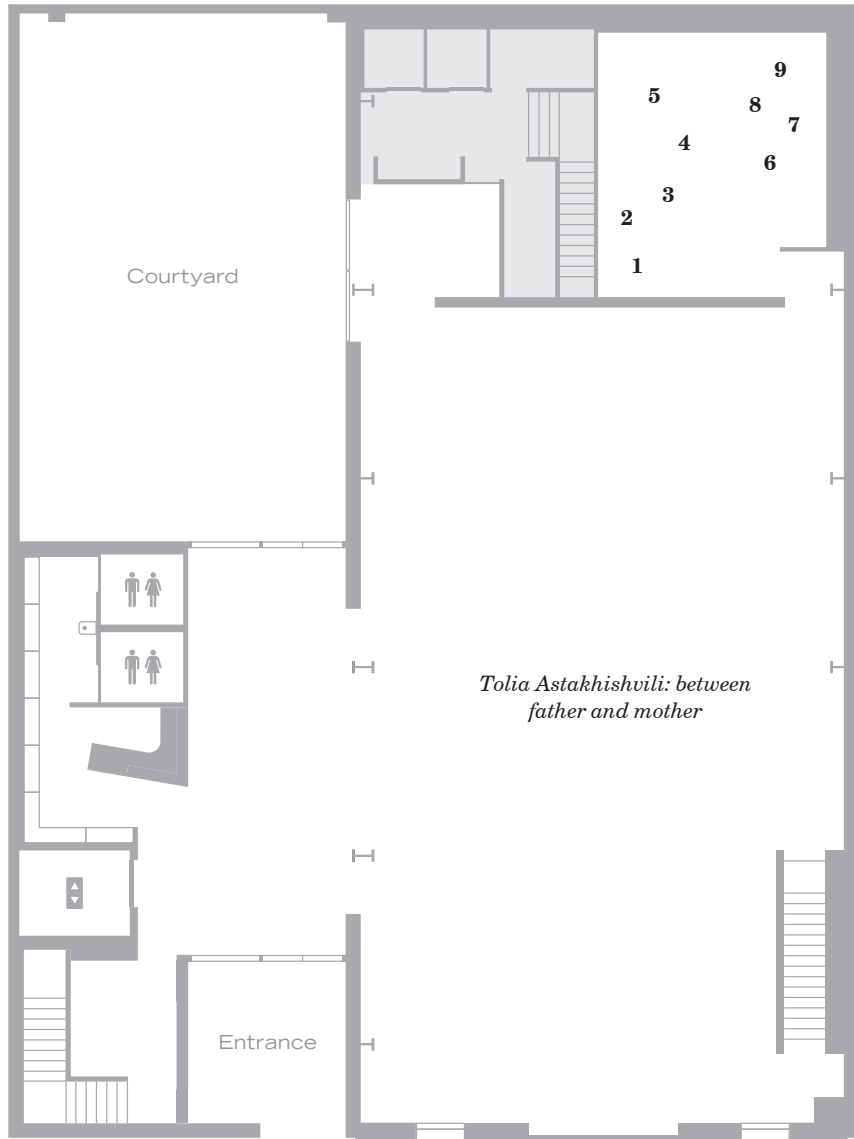 9
5
8
7
4
6
3
2
1
Courtyard
Tolia Astakhishvili: between
father and mother
Entrance